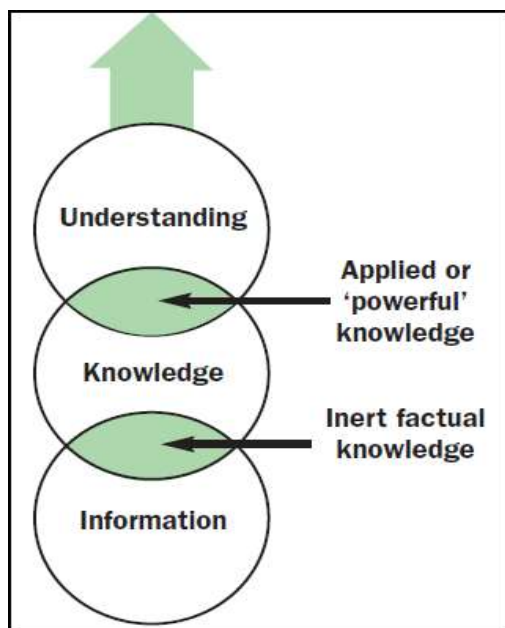 Understanding
Applied or
‘powerful’
knowledge
Knowledge
Inert factual
knowledge
Information